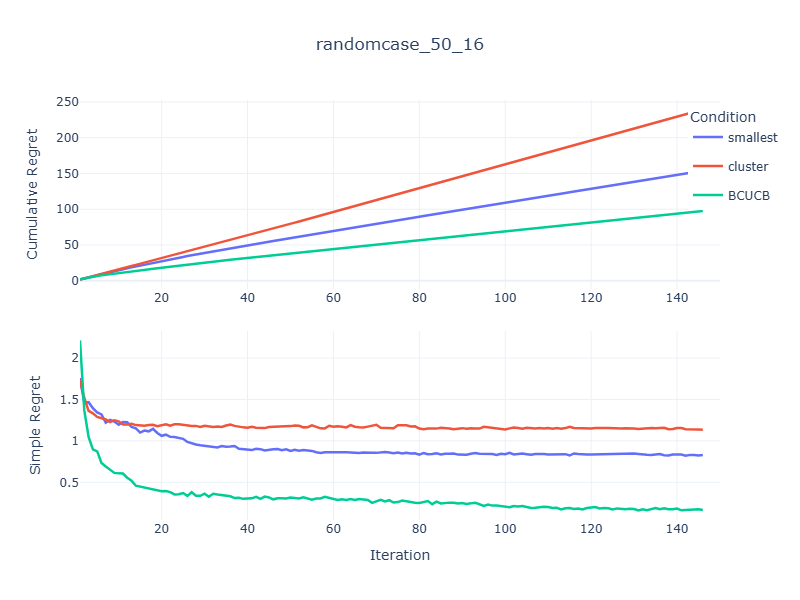 randomcase_50_16
Cumulative Regret
250
200
150
100
50
0
20 40 60 80 100 120 140
Condition
smallest
cluster
BCUCB
Simple Regret
2
1.5
1
0.5
20 40 60 80 100 120 140
Iteration